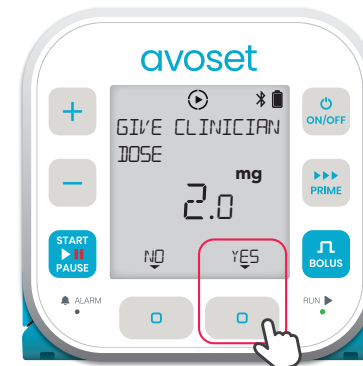 avoset
GIVE CLINICIAN
DOSE
mg
2.0
NO
YES
+
−
START
PAUSE
ON/OFF
PRIME
BOLUS
ALARM
RUN